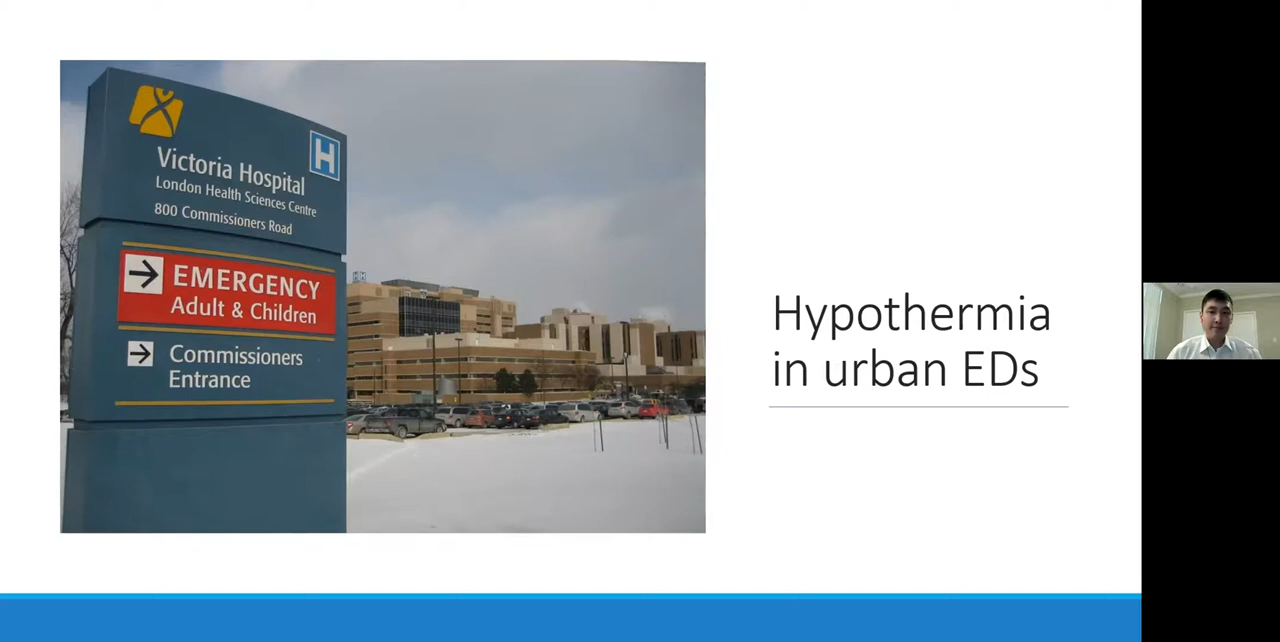 Victoria Hospital
London Health Sciences Centre
800 Commissioners Road
H
EMERGENCY
Adult & Children
Commissioners
Entrance
Hypothermia
in urban EDs